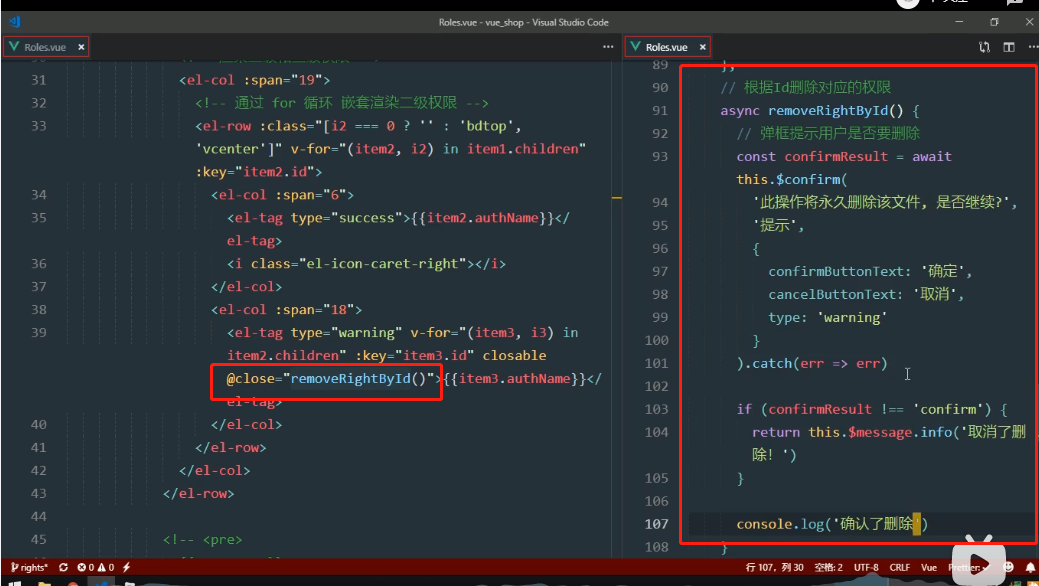 Roles.vue - vue_shop - Visual Studio Code
Roles.vue
31 <el-col :span="19">
32 <!-- 通过 for 循环 嵌套渲染二级权限 -->
33 <el-row :class="[i2 === 0 ? '' : 'bdtop',
'vcenter']" v-for="(item2, i2) in item1.children"
:key="item2.id">
34 <el-col :span="6">
35 <el-tag type="success">{{item2.authName}}</
el-tag>
36 <i class="el-icon-caret-right"></i>
37 </el-col>
38 <el-col :span="18">
39 <el-tag type="warning" v-for="(item3, i3) in
item2.children" :key="item3.id" closable
@close="removeRightById()">{{item3.authName}}</
el-tag>
40 </el-col>
41 </el-row>
42 </el-col>
43 </el-row>
44
45 <!-- <pre>
Roles.vue
89 },
90 // 根据Id删除对应的权限
91 async removeRightById() {
92 // 弹框提示用户是否要删除
93 const confirmResult = await
this.$confirm(
94 '此操作将永久删除该文件, 是否继续?',
95 '提示',
96 {
97 confirmButtonText: '确定',
98 cancelButtonText: '取消',
99 type: 'warning'
100 }
101 ).catch(err => err)
102
103 if (confirmResult !== 'confirm') {
104 return this.$message.info('取消了删
除！')
105 }
106
107 console.log('确认了删除')
108 }
rights* 0 0 行 107，列 30 空格: 2 UTF-8 CRLF Vue Prettier: